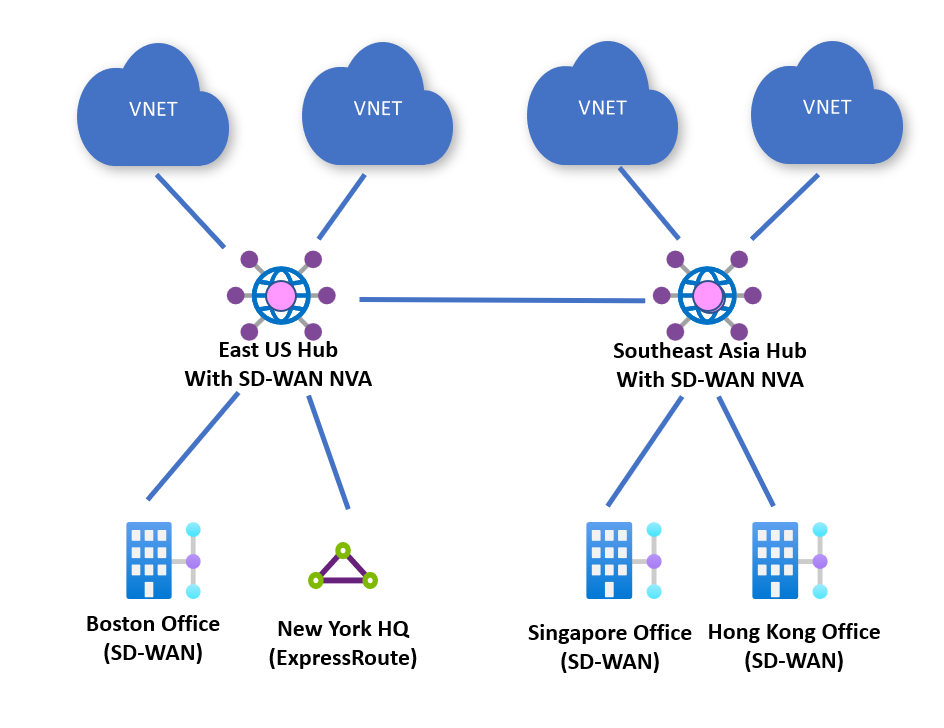 VNET
VNET
VNET
VNET
East US Hub
With SD-WAN NVA
Southeast Asia Hub
With SD-WAN NVA
Boston Office
(SD-WAN)
New York HQ
(ExpressRoute)
Singapore Office
(SD-WAN)
Hong Kong Office
(SD-WAN)